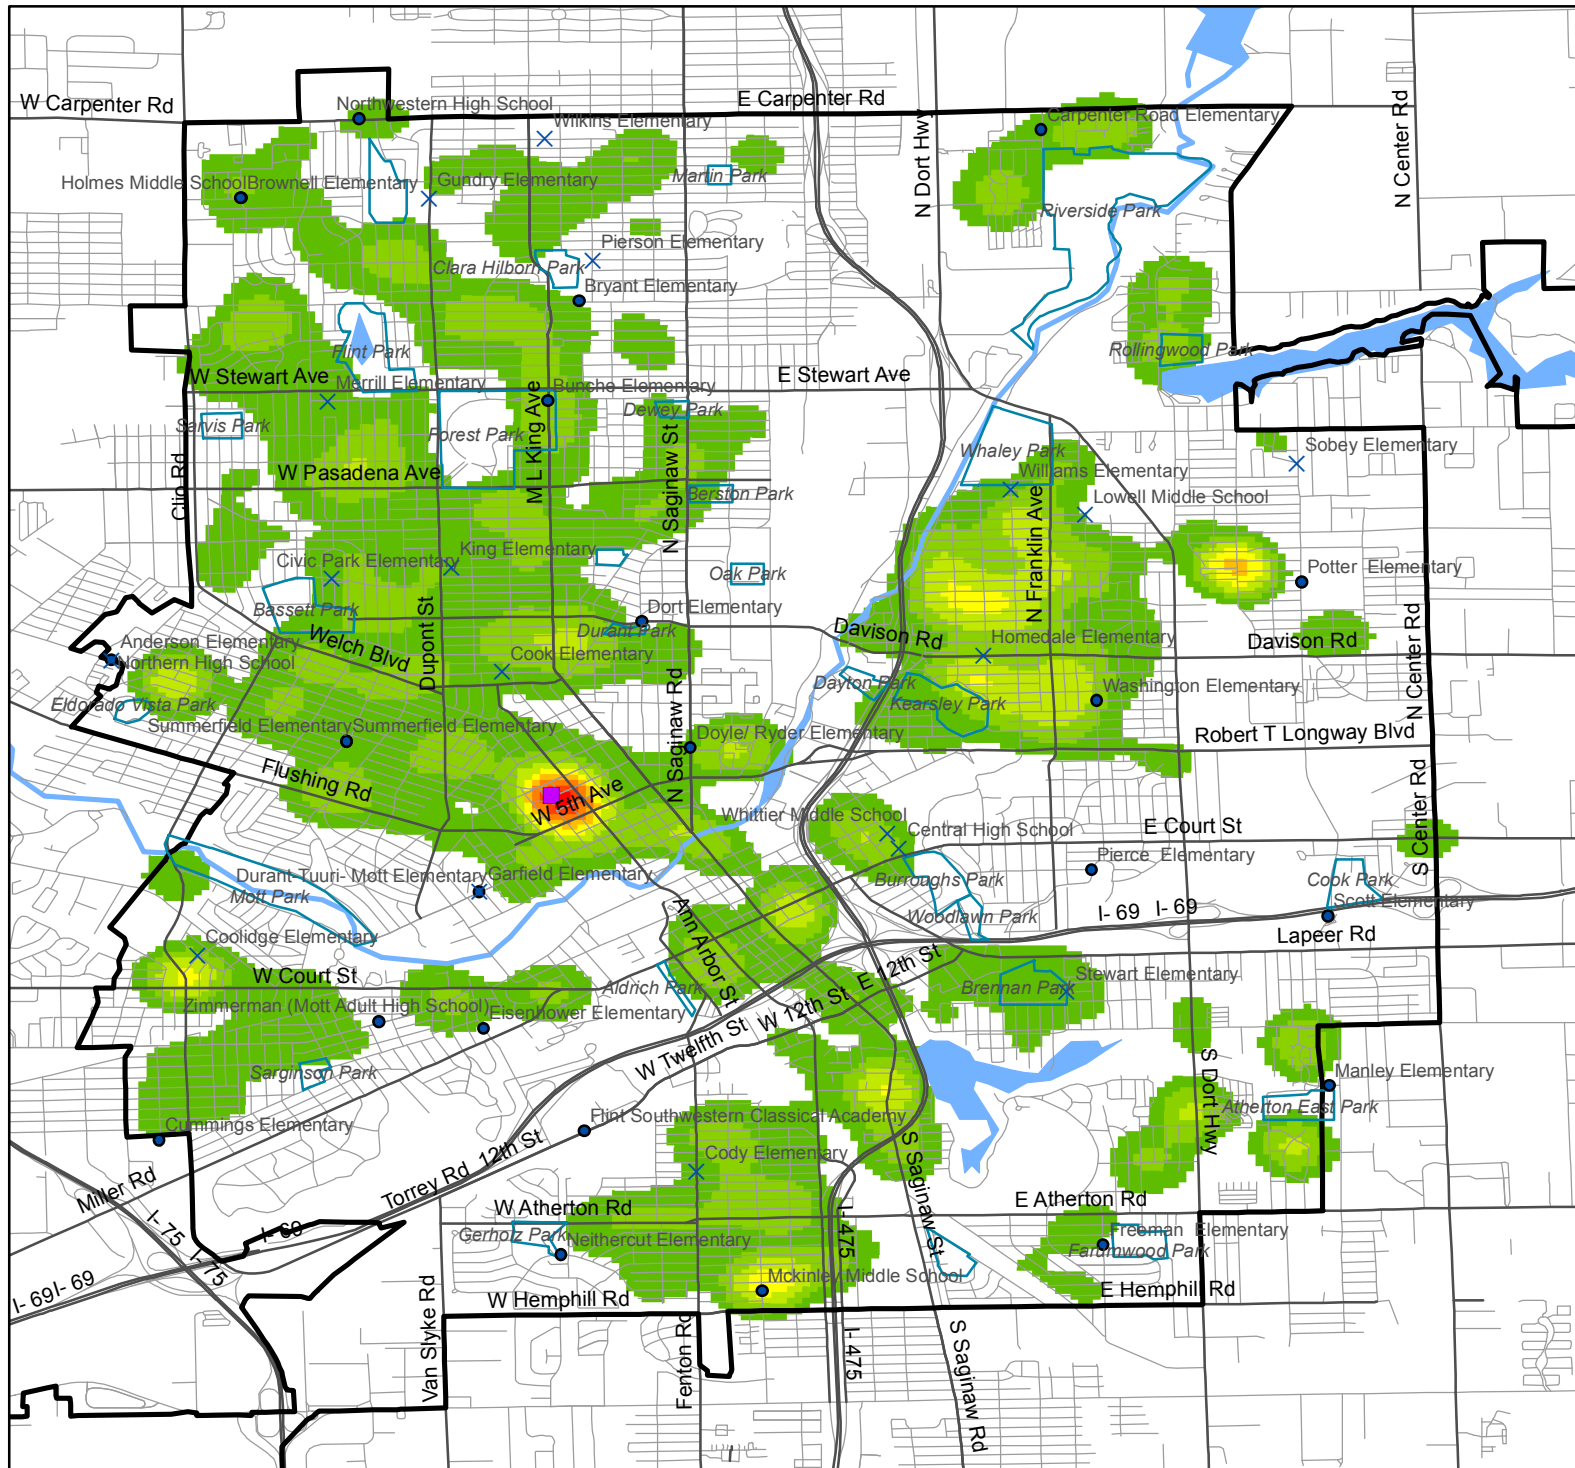 W Carpenter Rd
Northwestern High School
E Carpenter Rd
Wilkins Elementary
Carpenter Road Elementary
N Dort Hwy
N Center Rd
Holmes Middle School
Brownell Elementary
Gundry Elementary
Martin Park
Riverside Park
Pierson Elementary
Clara Hilborn Park
Bryant Elementary
Flint Park
Rollingwood Park
W Stewart Ave
Merrill Elementary
Bunche Elementary
E Stewart Ave
Dewey Park
Sarvis Park
Forest Park
M L King Ave
N Saginaw St
Whaley Park
Sobey Elementary
W Pasadena Ave
Williams Elementary
Clio Rd
Berston Park
Lowell Middle School
N Franklin Ave
King Elementary
Civic Park Elementary
Oak Park
Potter Elementary
Bassett Park
Dort Elementary
Durant Park
Davison Rd
Homedale Elementary
Davison Rd
N Center Rd
Anderson Elementary
Welch Blvd
Dupont St
Northern High School
Cook Elementary
Dayton Park
Kearsley Park
Washington Elementary
Eldorado Vista Park
N Saginaw Rd
Summerfield Elementary
Summerfield Elementary
Doyle/ Ryder Elementary
Robert T Longway Blvd
Flushing Rd
W 5th Ave
S Center Rd
Whittier Middle School
Central High School
E Court St
Pierce Elementary
Durant-Tuuri- Mott Elementary
Garfield Elementary
Mott Park
Burroughs Park
Cook Park
Scott Elementary
Woodlawn Park
I- 69
I- 69
Ann Arbor St
Lapeer Rd
Coolidge Elementary
W Court St
E 12th St
Stewart Elementary
Aldrich Park
Brennan Park
Zimmerman (Mott Adult High School)
Eisenhower Elementary
W 12th St
W Twelfth St
Sarginson Park
S Dort Hwy
Manley Elementary
Atherton East Park
Cummings Elementary
Flint Southwestern Classical Academy
12th St
Cody Elementary
Miller Rd
Torrey Rd
S Saginaw St
W Atherton Rd
E Atherton Rd
I- 75
I- 69
I-475
Gerholz Park
Neithercut Elementary
Freeman Elementary
Farumwood Park
I- 75
I- 69
I- 69
Mckinley Middle School
W Hemphill Rd
E Hemphill Rd
Van Slyke Rd
Fenton Rd
I-475
S Saginaw Rd